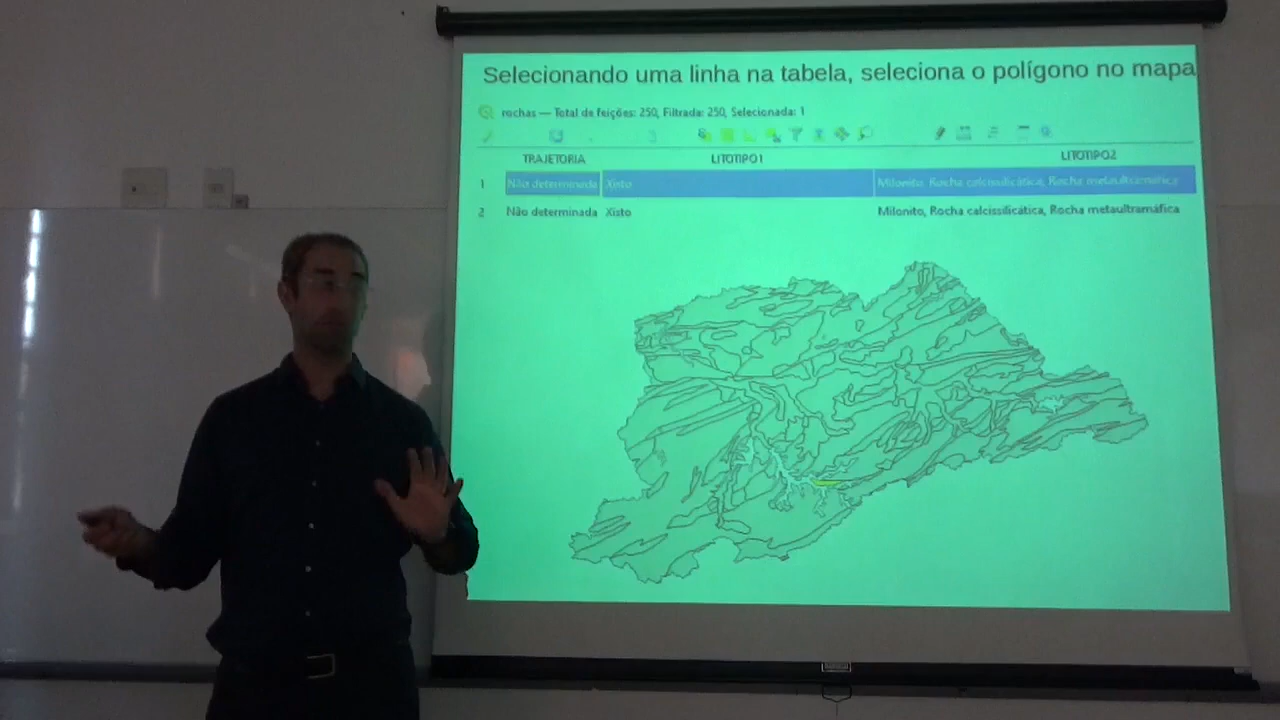 Selecionando uma linha na tabela, seleciona o polígono no mapa
rochas — Total de feições: 250, Filtrada: 250, Selecionada: 1
TRAJETORIA LITOTIPO1 LITOTIPO2
1 Não determinada Xisto Milonito, Rocha calcissilicática, Rocha metaultramáfica
2 Não determinada Xisto Milonito, Rocha calcissilicática, Rocha metaultramáfica